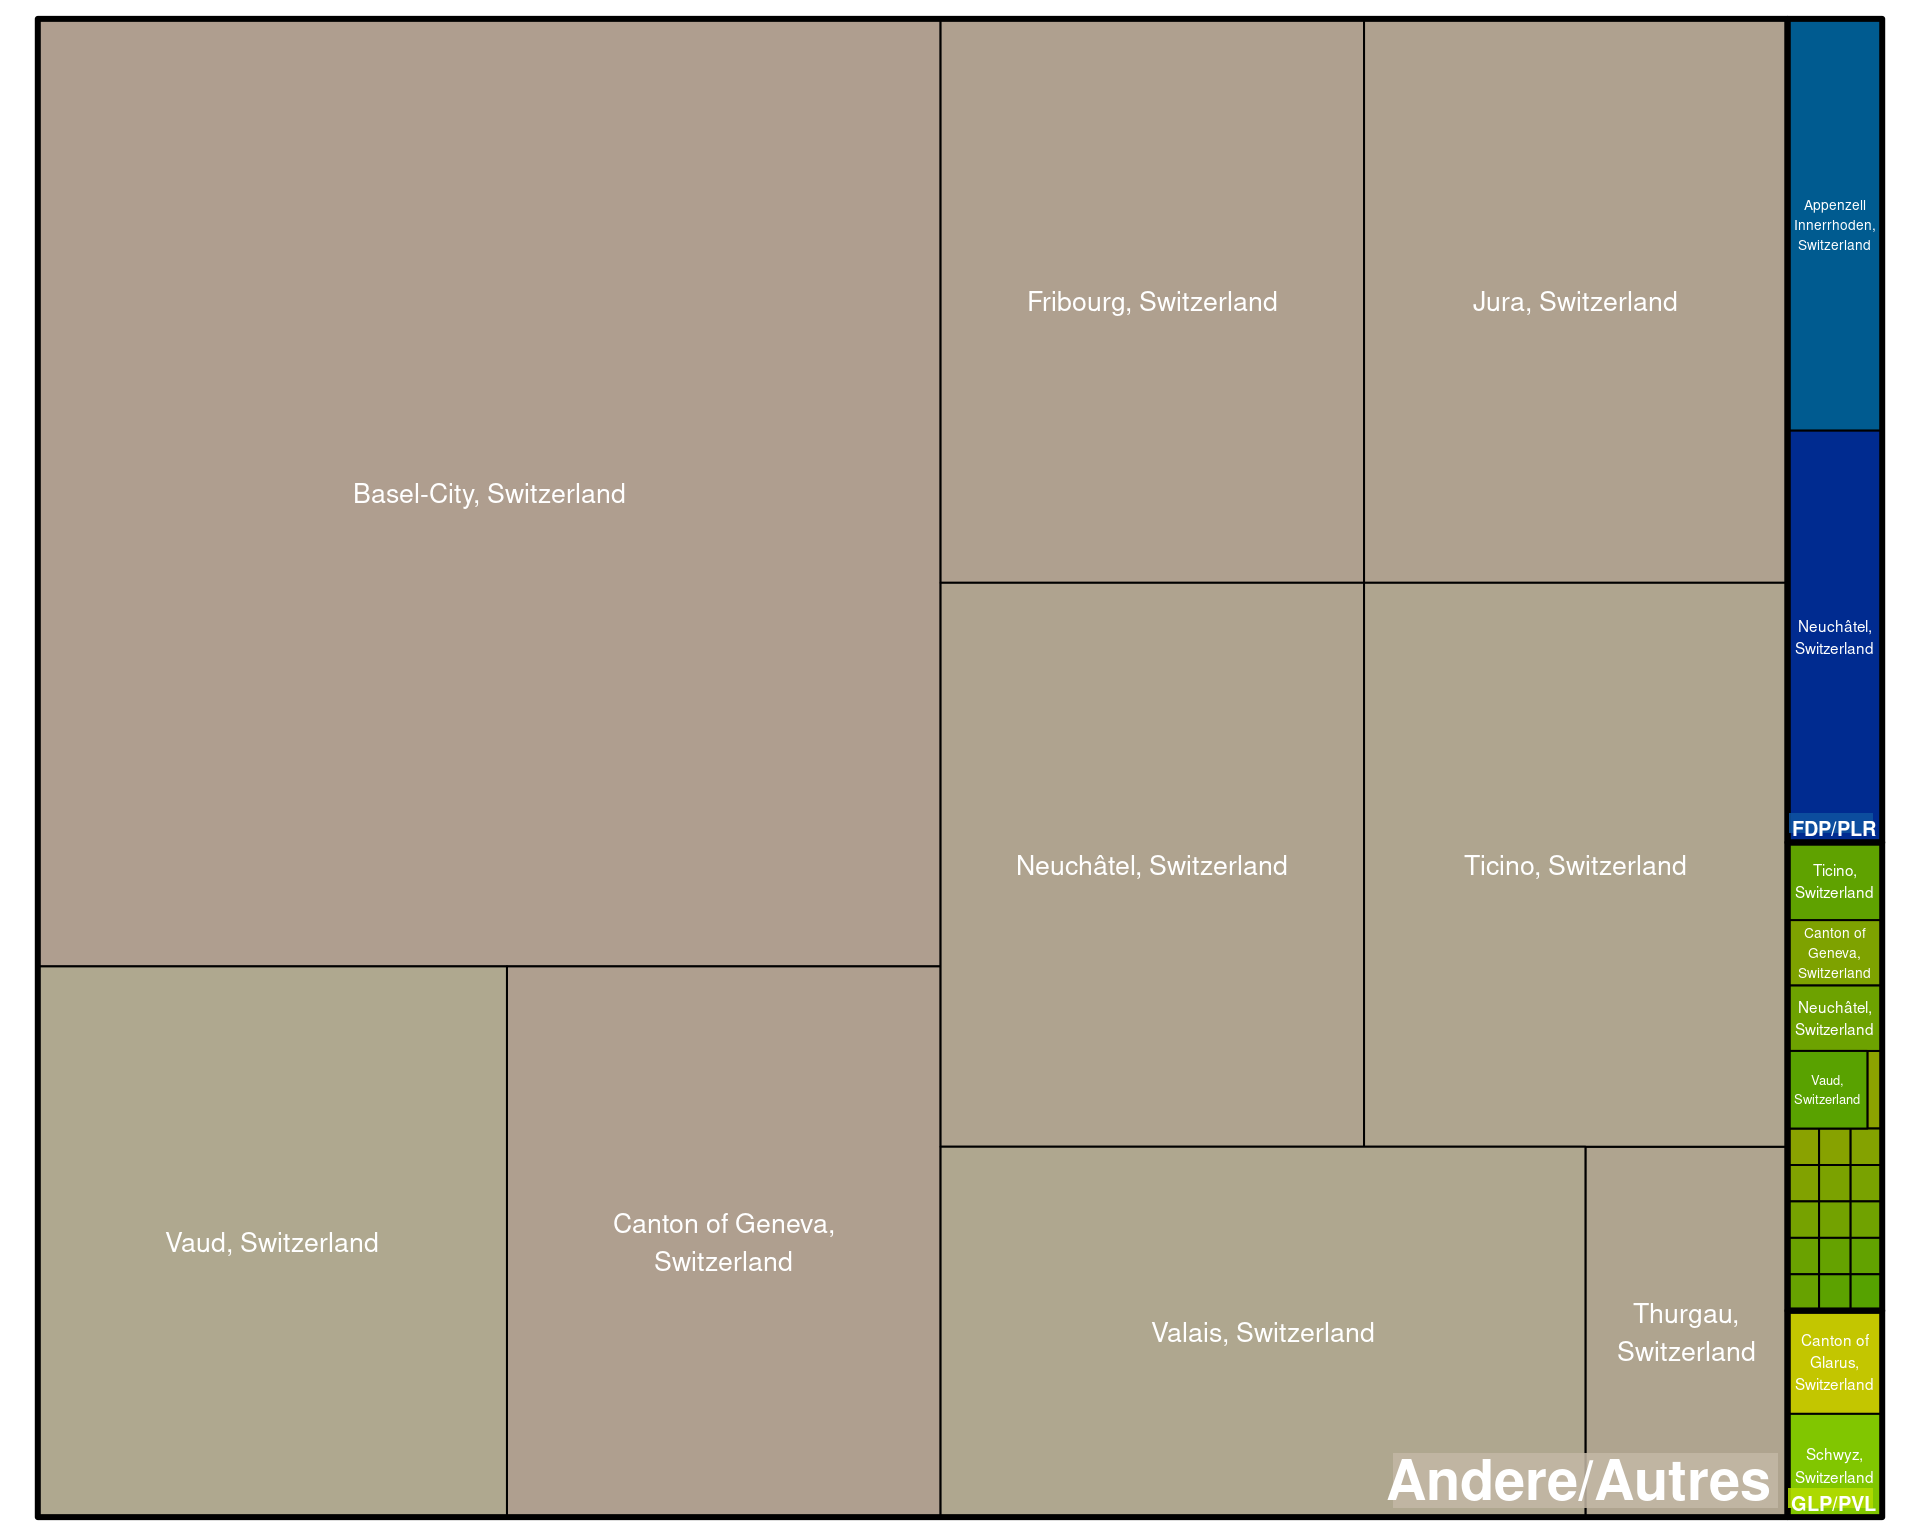 Basel-City, Switzerland
Fribourg, Switzerland
Jura, Switzerland
Neuchâtel, Switzerland
Ticino, Switzerland
Vaud, Switzerland
Canton of Geneva,
Switzerland
Valais, Switzerland
Thurgau,
Switzerland
Andere/Autres
Appenzell
Innerrhoden,
Switzerland
Neuchâtel,
Switzerland
FDP/PLR
Ticino,
Switzerland
Canton of
Geneva,
Switzerland
Neuchâtel,
Switzerland
Vaud,
Switzerland
Canton of
Glarus,
Switzerland
Schwyz,
Switzerland
GLP/PVL